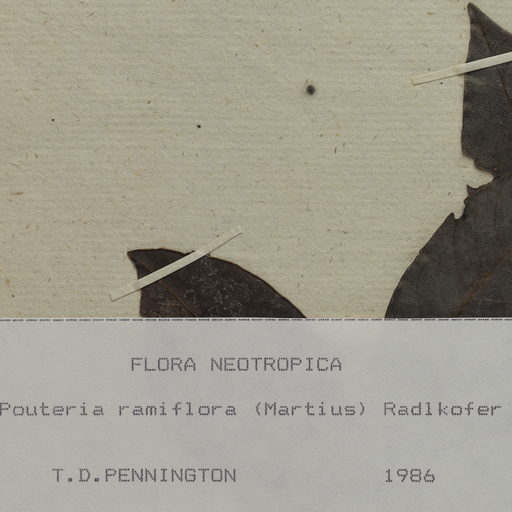 FLORA NEOTROPICA
Pouteria ramiflora (Martius) Radlkofer
T.D.PENNINGTON 1986